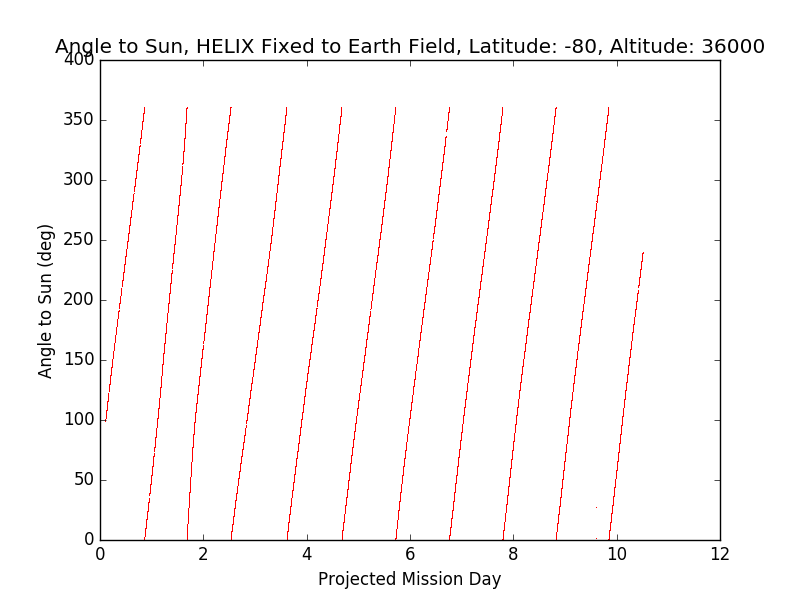 Angle to Sun, HELIX Fixed to Earth Field, Latitude: -80, Altitude: 36000
400
350
300
250
200
150
100
50
0
Angle to Sun (deg)
0 2 4 6 8 10 12
Projected Mission Day